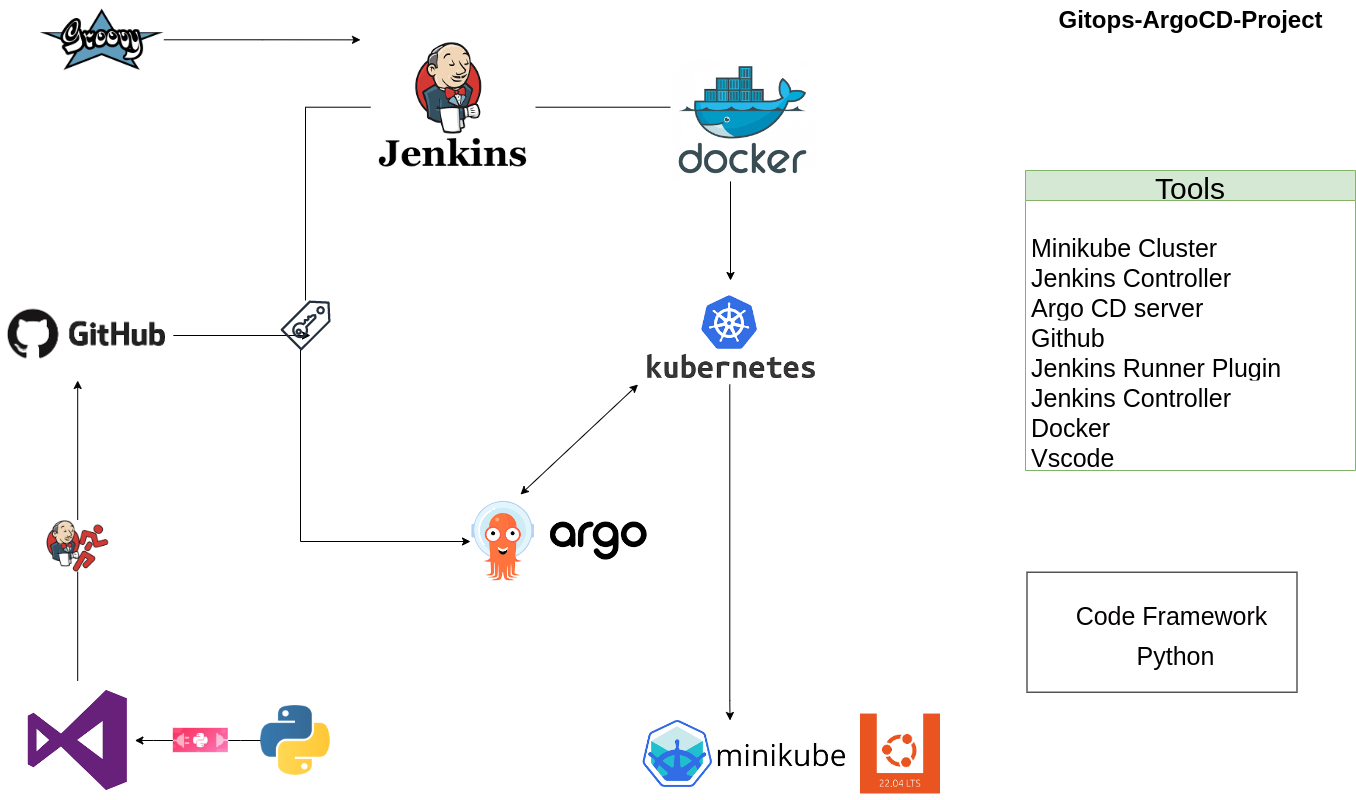 Groovy
Gitops-ArgoCD-Project
Jenkins
docker
Tools
Minikube Cluster
Jenkins Controller
Argo CD server
Github
Jenkins Runner Plugin
Jenkins Controller
Docker
Vscode
GitHub
kubernetes
argo
Code Framework
Python
minikube
22.04 LTS